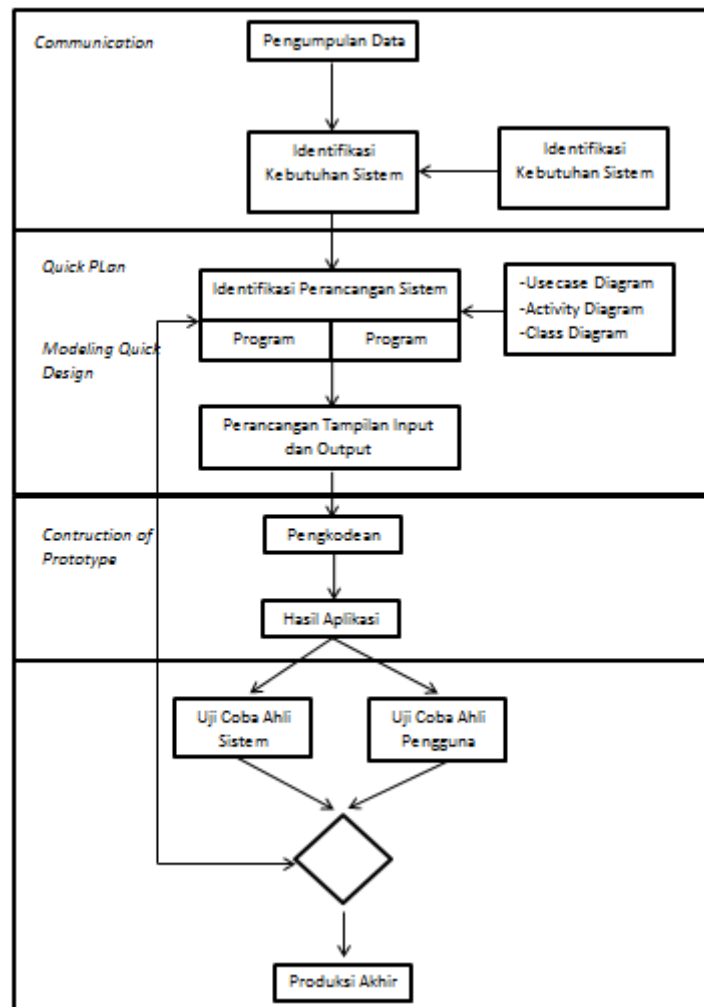 Communication
Pengumpulan Data
Identifikasi
Kebutuhan Sistem
Identifikasi
Kebutuhan Sistem
Quick PLan
Identifikasi Perancangan Sistem
-Usecase Diagram
-Activity Diagram
-Class Diagram
Program
Program
Modeling Quick
Design
Perancangan Tampilan Input
dan Output
Contruction of
Prototype
Pengkodean
Hasil Aplikasi
Uji Coba Ahli
Sistem
Uji Coba Ahli
Pengguna
Produksi Akhir